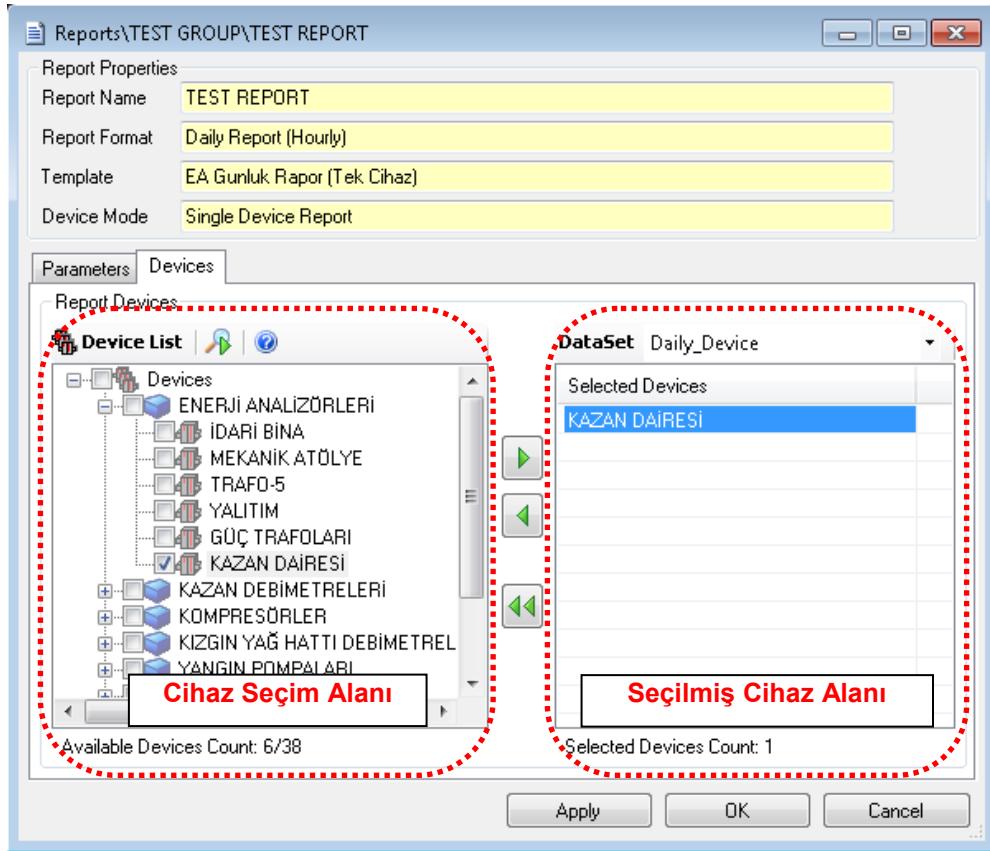 Reports\TEST GROUP\TEST REPORT
Report Properties
Report Name TEST REPORT
Report Format Daily Report (Hourly)
Template EA Gunluk Rapor (Tek Cihaz)
Device Mode Single Device Report
Parameters Devices
Report Devices
Device List
Devices
ENERJİ ANALİZÖRLERİ
İDARİ BİNA
MEKANİK ATÖLYE
TRAFO-5
YALITIM
GÜÇ TRAFOLARI
KAZAN DAİRESİ
KAZAN DEBİMETRELERİ
KOMPRESÖRLER
KIZGIN YAĞ HATTI DEBİMETREL
YANGIN POMPALARI
Cihaz Seçim Alanı
Available Devices Count: 6/38
DataSet Daily_Device
Selected Devices
KAZAN DAİRESİ
Seçilmiş Cihaz Alanı
Selected Devices Count: 1
Apply OK Cancel